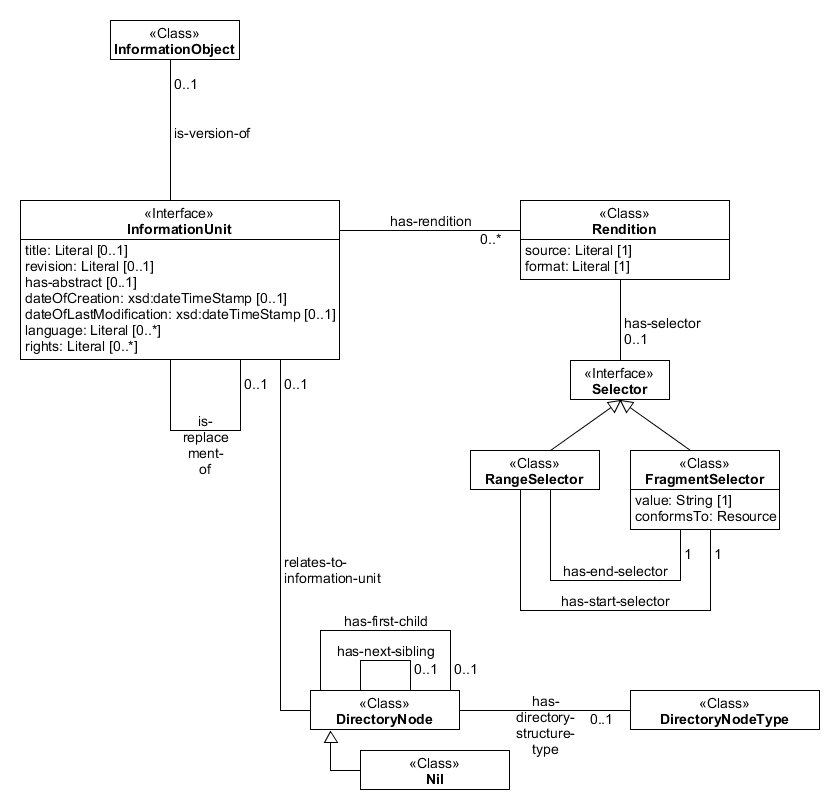 «Class»
InformationObject
0..1
is-version-of
«Interface»
InformationUnit
title: Literal [0..1]
revision: Literal [0..1]
has-abstract [0..1]
dateOfCreation: xsd:dateTimeStamp [0..1]
dateOfLastModification: xsd:dateTimeStamp [0..1]
language: Literal [0..*]
rights: Literal [0..*]
has-rendition
0..*
«Class»
Rendition
source: Literal [1]
format: Literal [1]
has-selector
0..1
«Interface»
Selector
0..1
0..1
is-
replace
ment-
of
«Class»
RangeSelector
«Class»
FragmentSelector
value: String [1]
conformsTo: Resource
1
1
has-end-selector
has-start-selector
relates-to-
information-unit
has-first-child
has-next-sibling
0..1
0..1
«Class»
DirectoryNode
has-
directory-
structure-
type
0..1
«Class»
DirectoryNodeType
«Class»
Nil